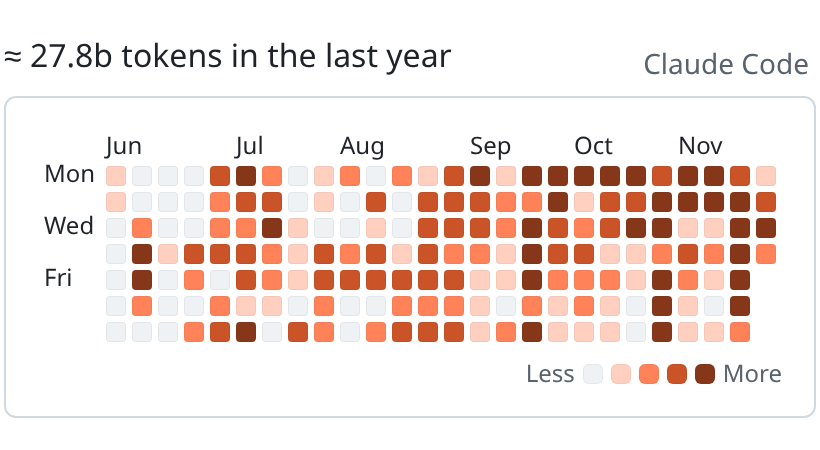 ≈ 27.8b tokens in the last year
Claude Code
Jun Jul Aug Sep Oct Nov
Mon
Wed
Fri
Less More